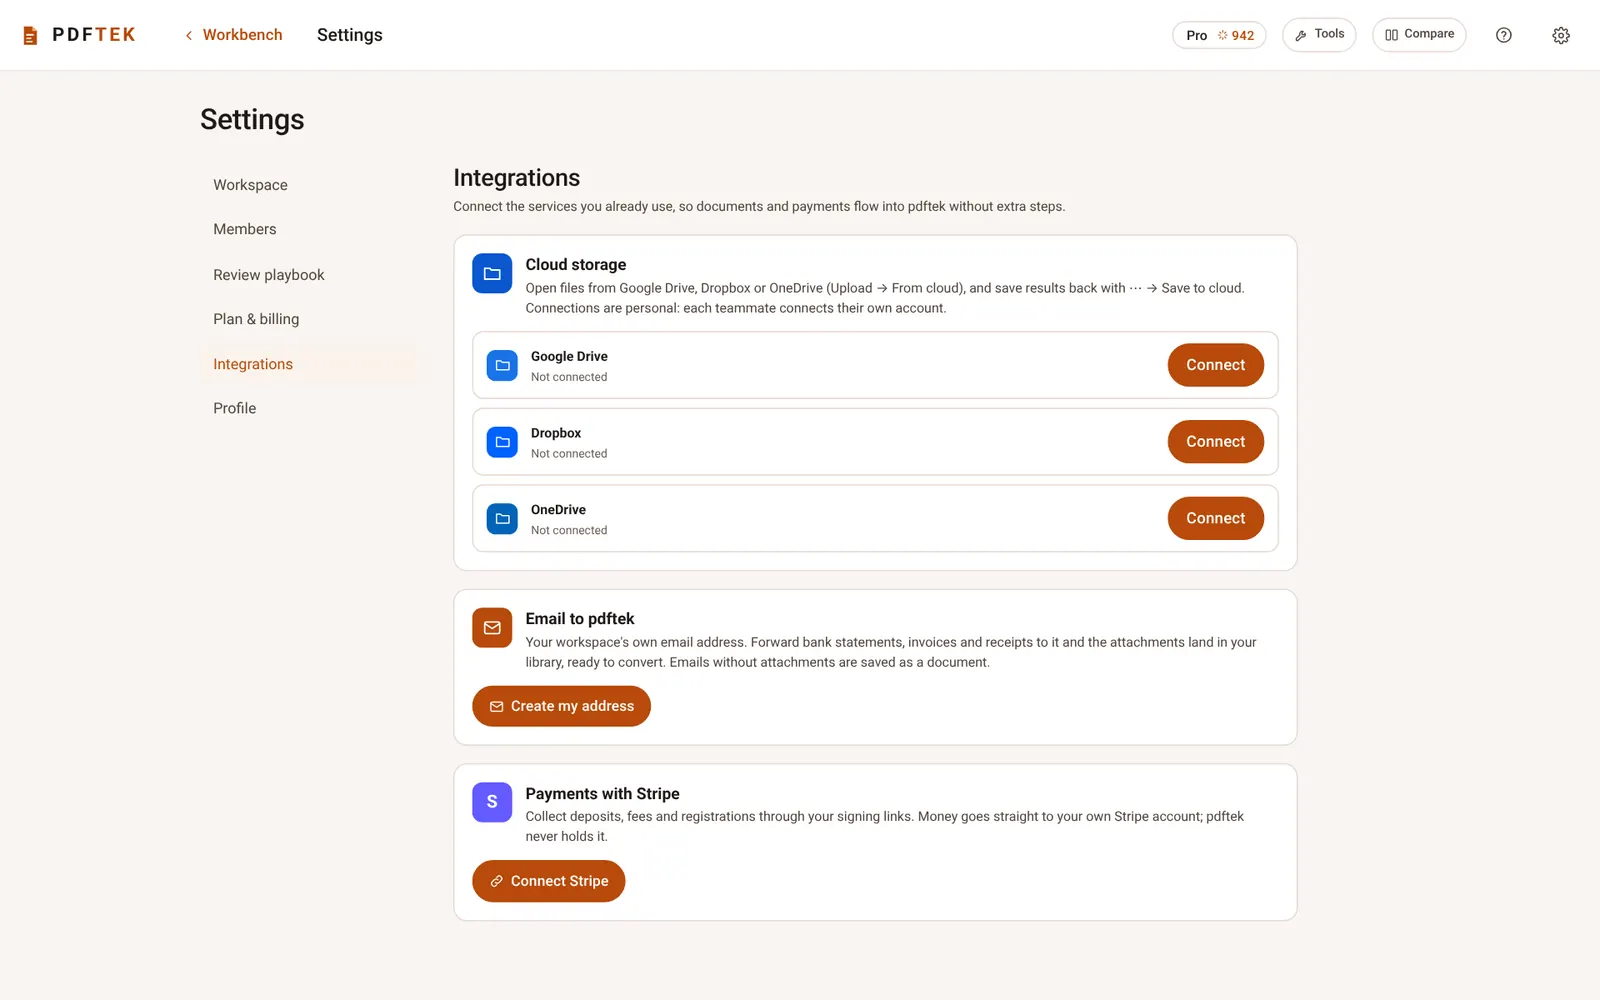 PDFTEK
Workbench
Settings
Pro 942
Tools
Compare
Settings
Workspace
Members
Review playbook
Plan & billing
Integrations
Profile
Integrations
Connect the services you already use, so documents and payments flow into pdftek without extra steps.
Cloud storage
Open files from Google Drive, Dropbox or OneDrive (Upload → From cloud), and save results back with ··· → Save to cloud.
Connections are personal: each teammate connects their own account.
Google Drive
Not connected
Connect
Dropbox
Not connected
Connect
OneDrive
Not connected
Connect
Email to pdftek
Your workspace's own email address. Forward bank statements, invoices and receipts to it and the attachments land in your
library, ready to convert. Emails without attachments are saved as a document.
Create my address
S
Payments with Stripe
Collect deposits, fees and registrations through your signing links. Money goes straight to your own Stripe account; pdftek
never holds it.
Connect Stripe